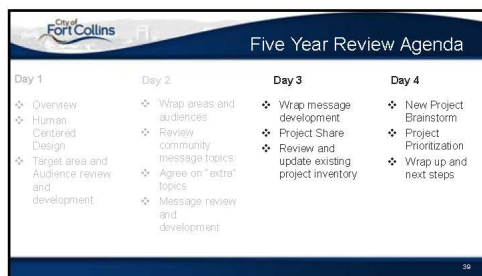 City of
Fort Collins
Five Year Review Agenda
Day 1
❖ Overview
❖ Human
Centered
Design
❖ Target area and
Audience review
and
development
Day 2
❖ Wrap areas and
audiences
❖ Review
community
message topics
❖ Agree on "extra"
topics
❖ Message review
and
development
Day 3
❖ Wrap message
development
❖ Project Share
❖ Review and
update existing
project inventory
Day 4
❖ New Project
Brainstorm
❖ Project
Prioritization
❖ Wrap up and
next steps
39